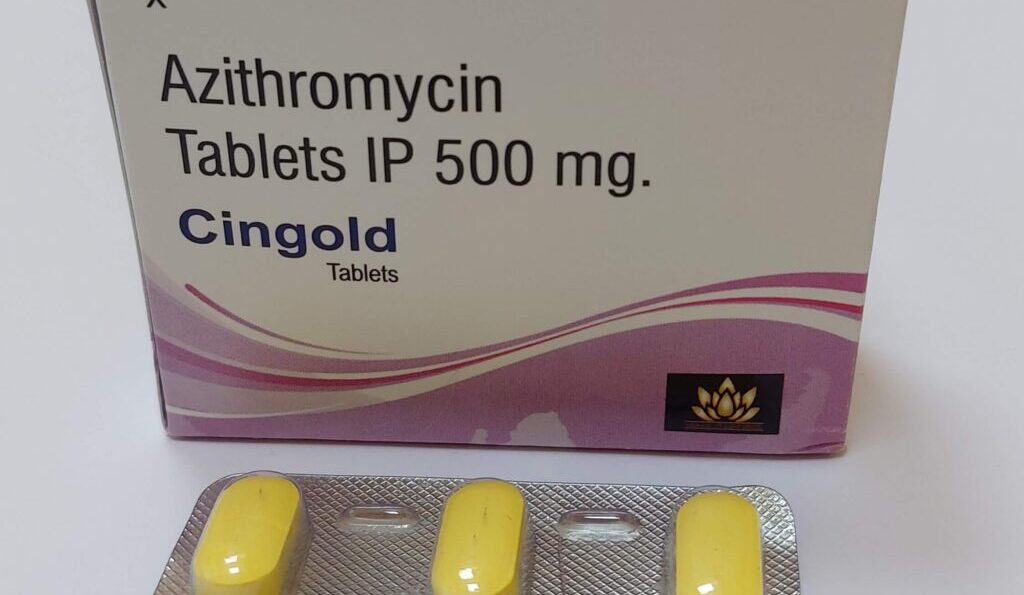 Azithromycin
Tablets IP 500 mg.
Cingold
Tablets